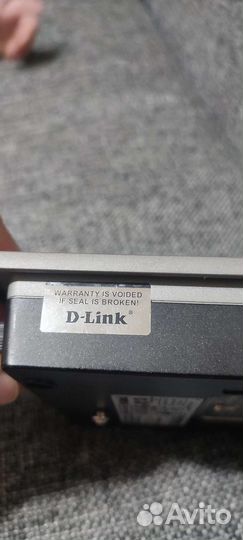 WARRANTY IS VOIDED
IF SEAL IS BROKEN!
D-Link®
Avito